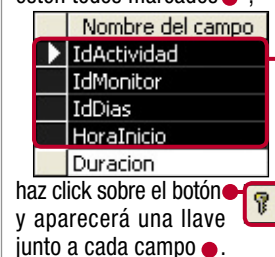 están todos marcados ,
Nombre del campo
IdActividad
IdMonitor
IdDias
HoraInicio
Duracion
haz click sobre el botón
y aparecerá una llave
junto a cada campo .